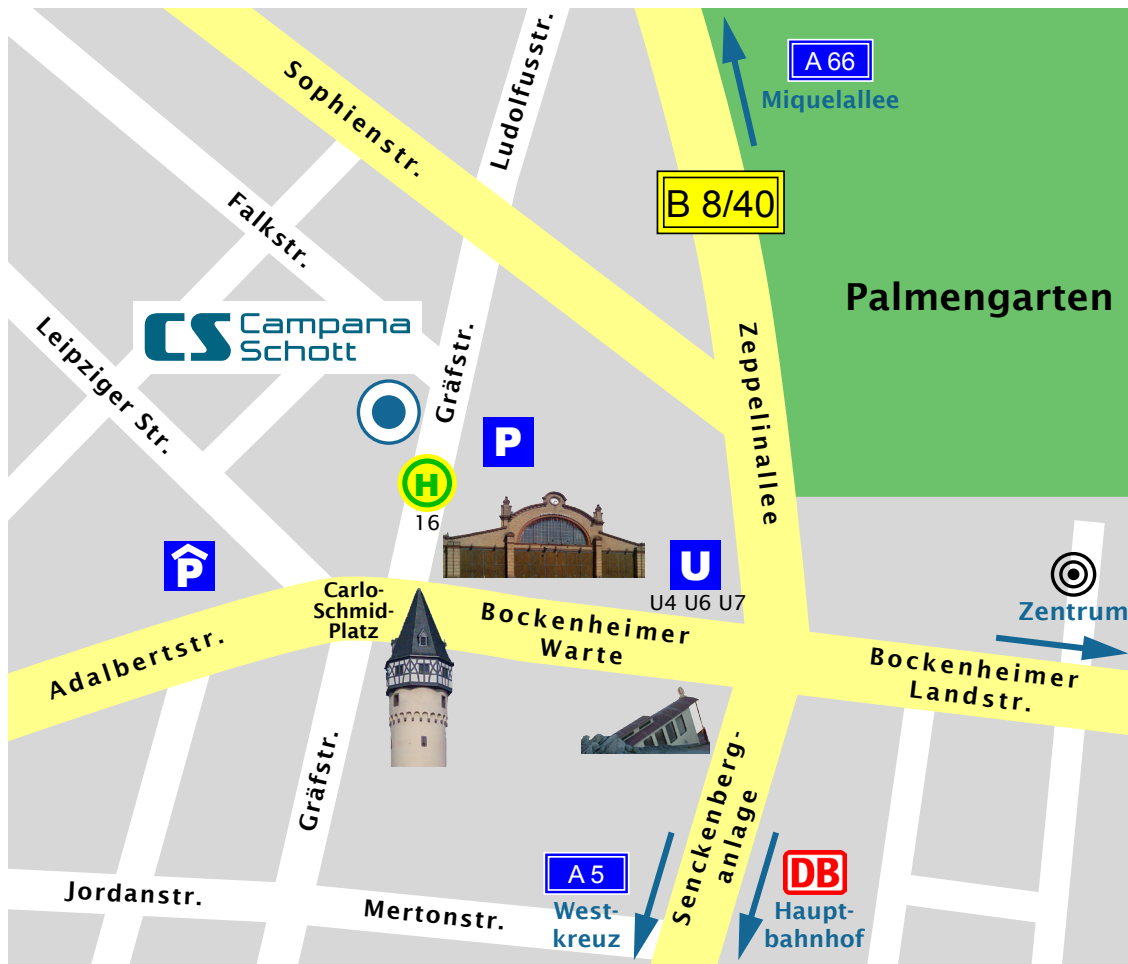 Ludolfusstr.
A 66
Miquelallee
Sophienstr.
B 8/40
Falkstr.
Palmengarten
CS Campana
Schott
Leipziger Str.
Gräfstr.
Zeppelinallee
P
H
16
P
U
U4 U6 U7
Carlo-
Schmid-
Platz
Zentrum
Bockenheimer
Warte
Adalbertstr.
Bockenheimer
Landstr.
Gräfstr.
Senckenberg-
anlage
A 5
West-
kreuz
DB
Haupt-
bahnhof
Jordanstr.
Mertonstr.